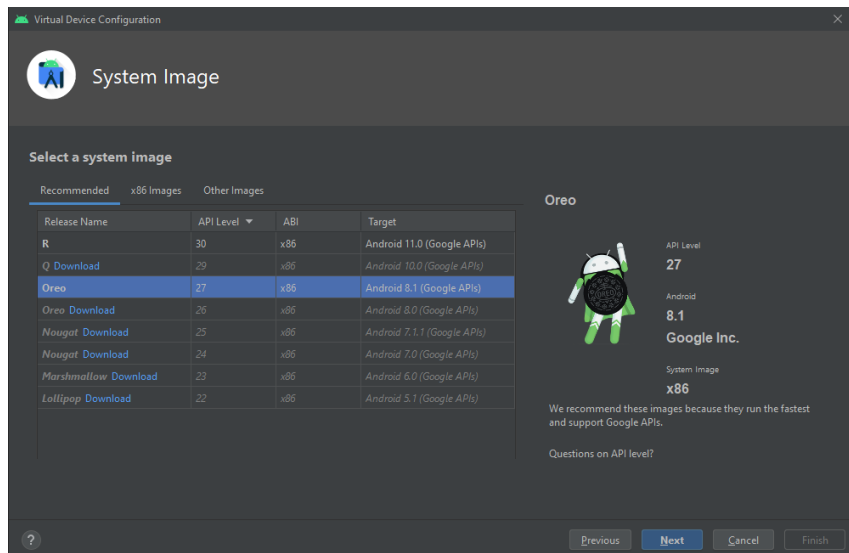 Virtual Device Configuration
System Image
Select a system image
Recommended x86 Images Other Images
Release Name API Level ABI Target
R 30 x86 Android 11.0 (Google APIs)
Q Download 29 x86 Android 10.0 (Google APIs)
Oreo 27 x86 Android 8.1 (Google APIs)
Oreo Download 26 x86 Android 8.0 (Google APIs)
Nougat Download 25 x86 Android 7.1.1 (Google APIs)
Nougat Download 24 x86 Android 7.0 (Google APIs)
Marshmallow Download 23 x86 Android 6.0 (Google APIs)
Lollipop Download 22 x86 Android 5.1 (Google APIs)
Oreo
OREO
API Level
27
Android
8.1
Google Inc.
System Image
x86
We recommend these images because they run the fastest
and support Google APIs.
Questions on API level?
? Previous Next Cancel Finish